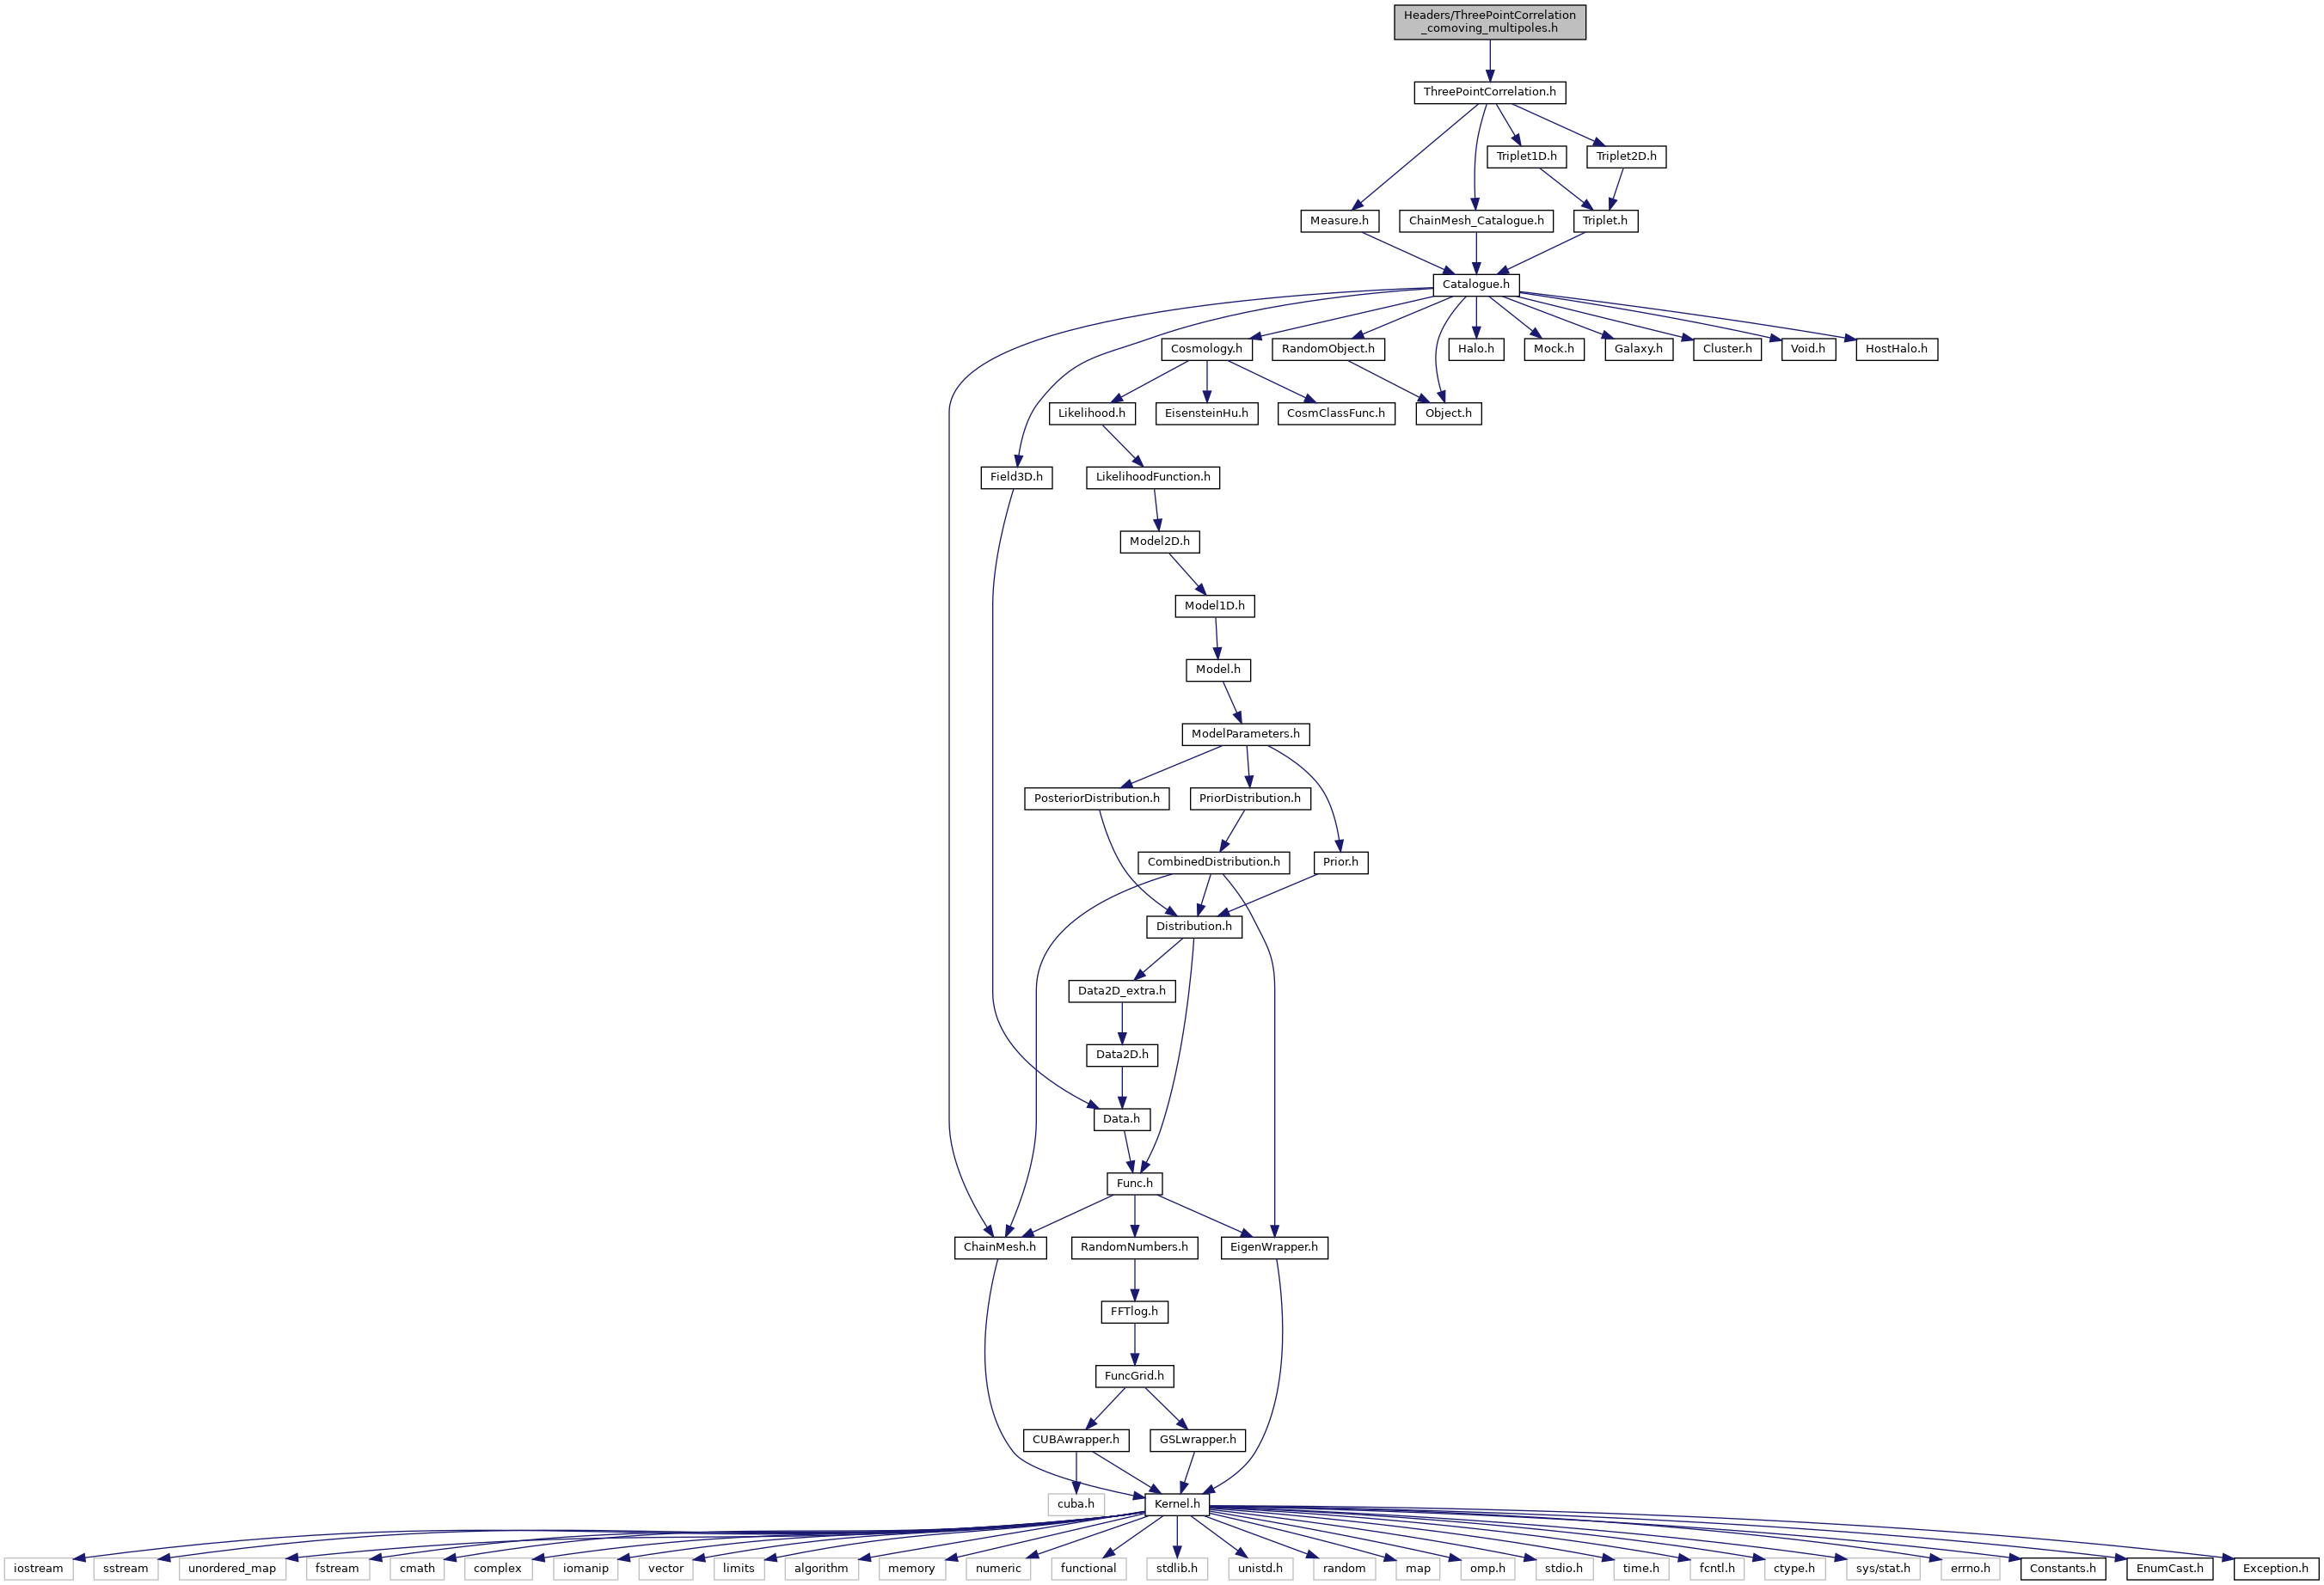 Headers/ThreePointCorrelation
_comoving_multipoles.h
ThreePointCorrelation.h
Triplet1D.h
Triplet2D.h
Measure.h
ChainMesh_Catalogue.h
Triplet.h
Catalogue.h
Cosmology.h
RandomObject.h
Halo.h
Mock.h
Galaxy.h
Cluster.h
Void.h
HostHalo.h
Likelihood.h
EisensteinHu.h
CosmClassFunc.h
Object.h
Field3D.h
LikelihoodFunction.h
Model2D.h
Model1D.h
Model.h
ModelParameters.h
PosteriorDistribution.h
PriorDistribution.h
CombinedDistribution.h
Prior.h
Distribution.h
Data2D_extra.h
Data2D.h
Data.h
Func.h
ChainMesh.h
RandomNumbers.h
EigenWrapper.h
FFTlog.h
FuncGrid.h
CUBAwrapper.h
GSLwrapper.h
cuba.h
Kernel.h
iostream
sstream
unordered_map
fstream
cmath
complex
iomanip
vector
limits
algorithm
memory
numeric
functional
stdlib.h
unistd.h
random
map
omp.h
stdio.h
time.h
fcntl.h
ctype.h
sys/stat.h
errno.h
Constants.h
EnumCast.h
Exception.h